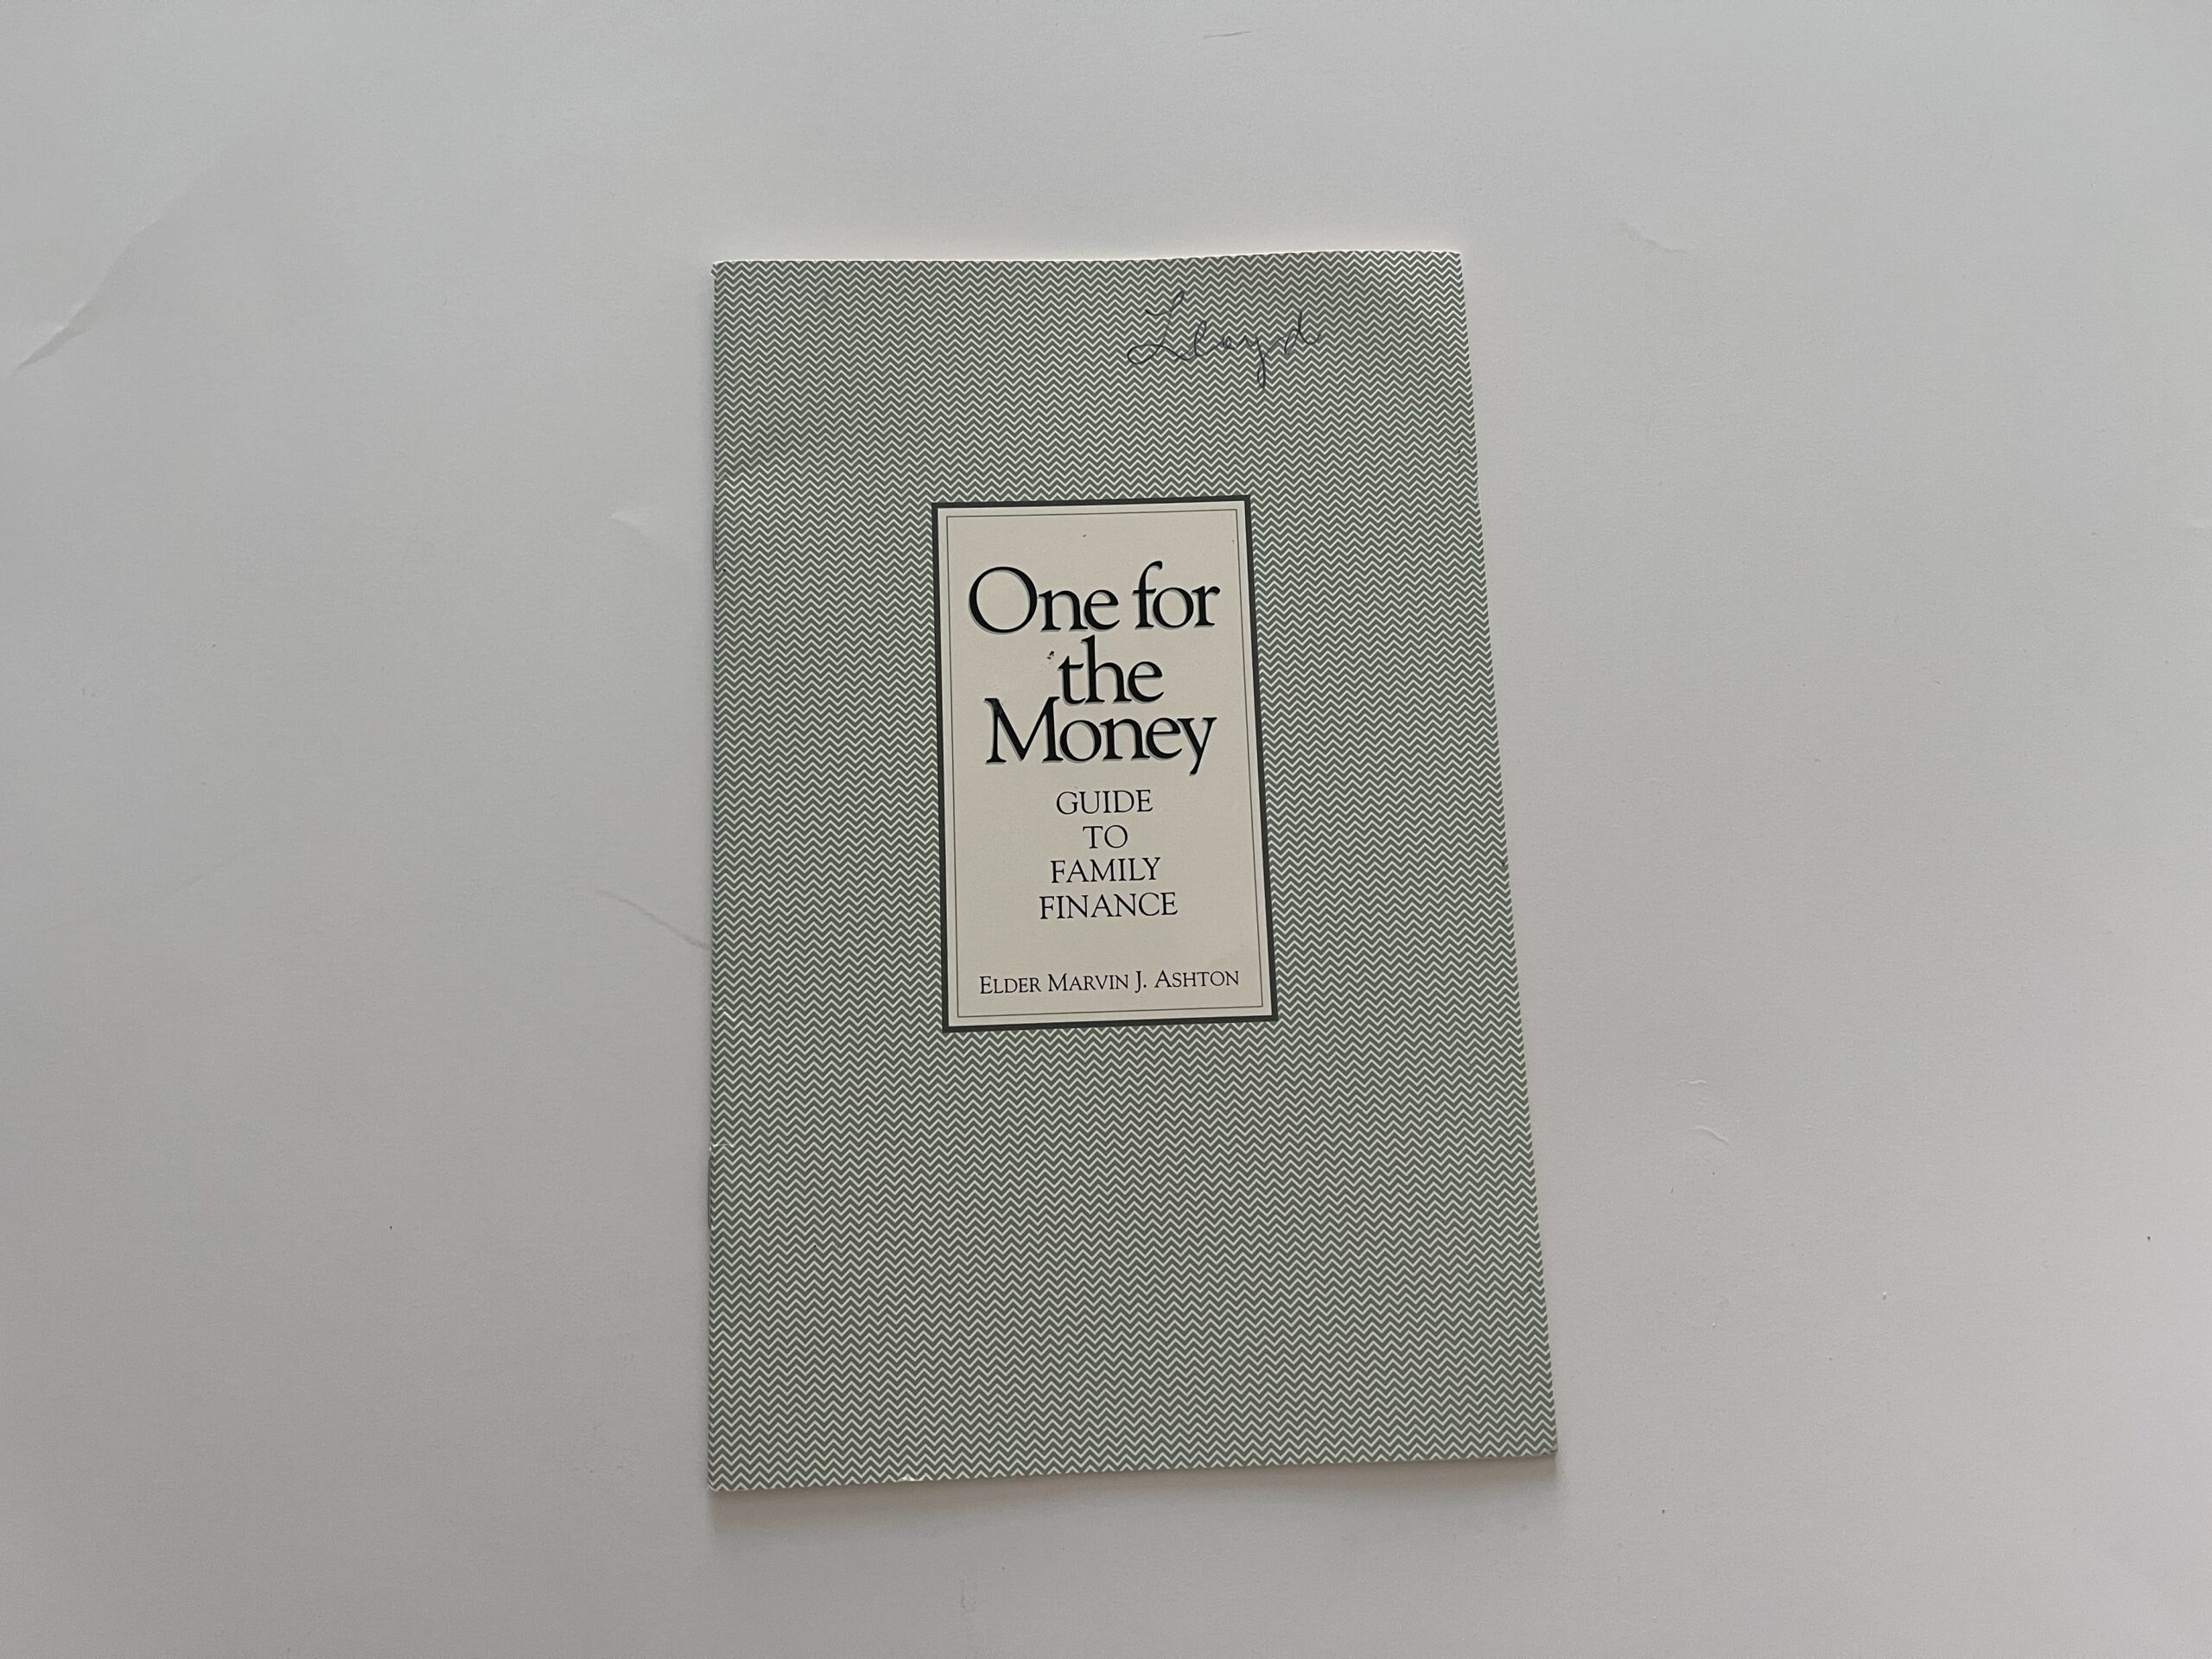 Lloyd
One for
the
Money
GUIDE
TO
FAMILY
FINANCE
ELDER MARVIN J. ASHTON